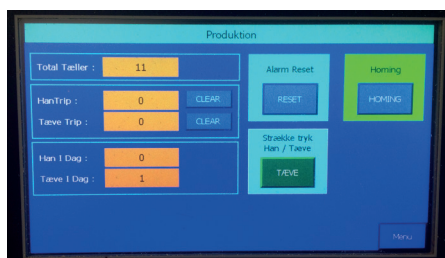 Produktion
Total Tæller : 11
HanTrip : 0 CLEAR
Tæve Trip : 0 CLEAR
Han I Dag : 0
Tæve I Dag : 1
Alarm Reset
RESET
Homing
HOMING
Strække tryk
Han / Tæve
TÆVE
Menu